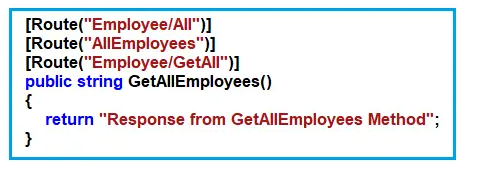 [Route("Employee/All")]
[Route("AllEmployees")]
[Route("Employee/GetAll")]
public string GetAllEmployees()
{
return "Response from GetAllEmployees Method";
}